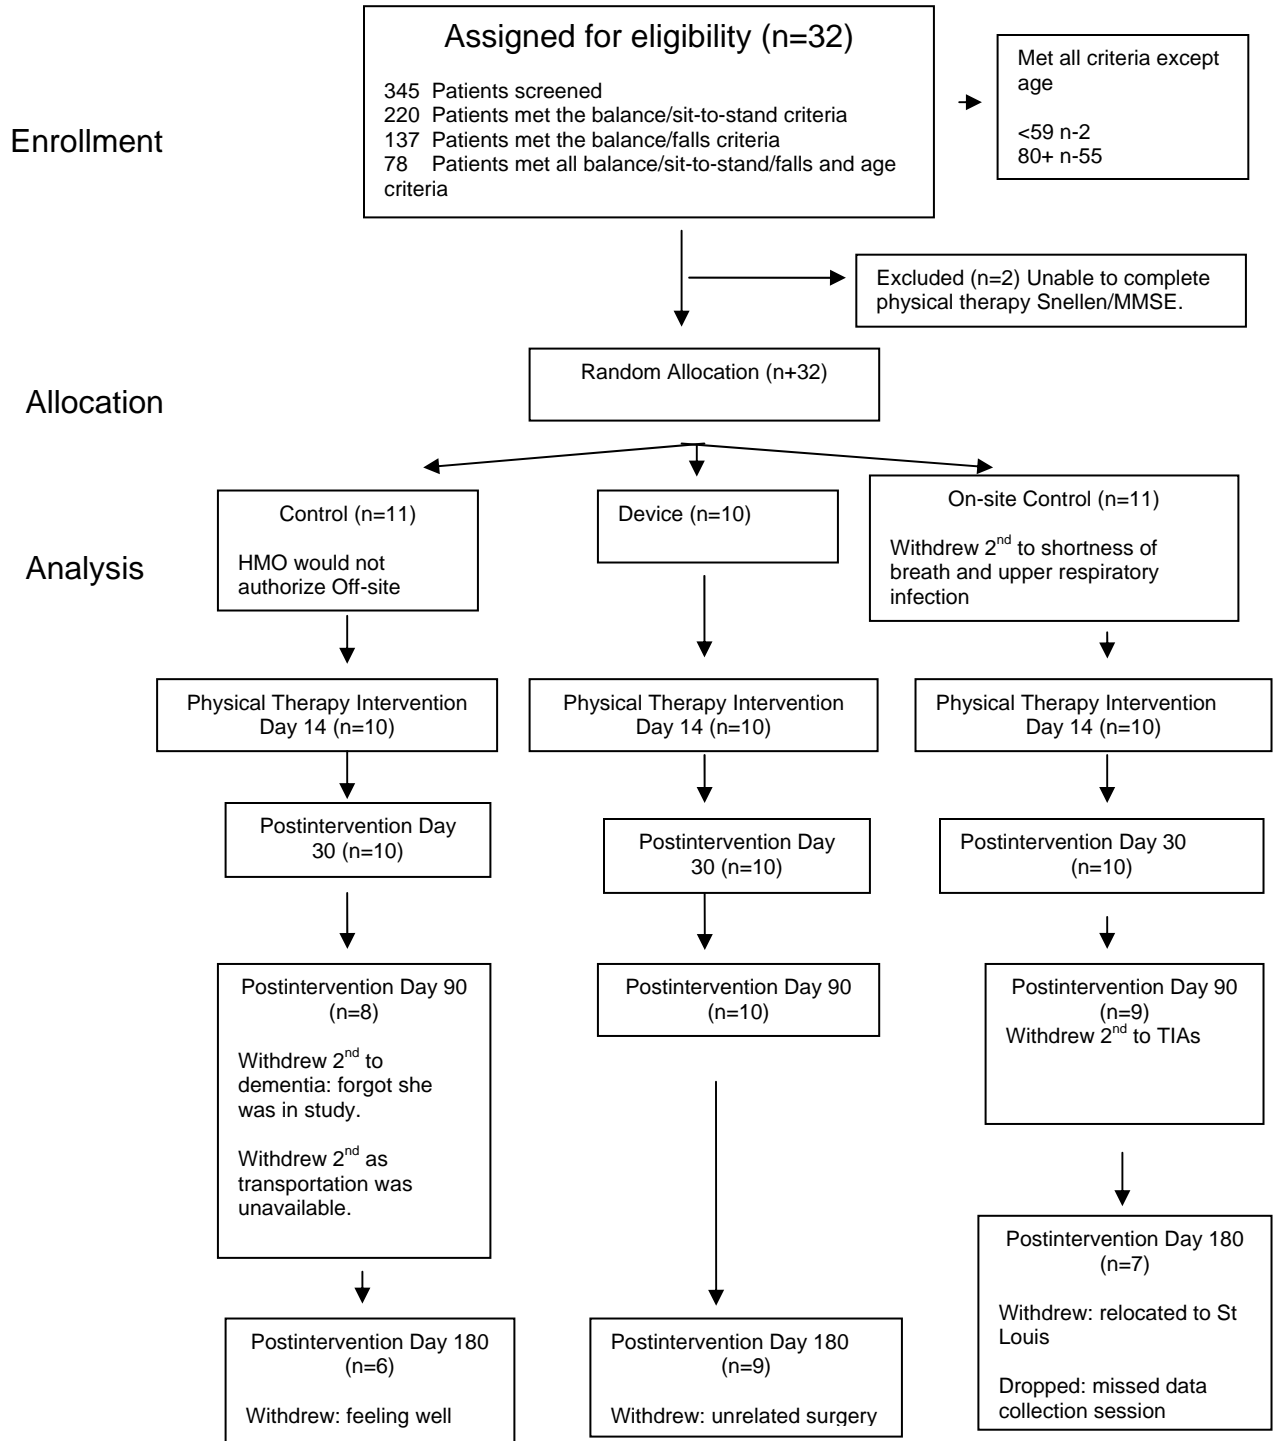 Assigned for eligibility (n=32)
345 Patients screened
220 Patients met the balance/sit-to-stand criteria
137 Patients met the balance/falls criteria
78 Patients met all balance/sit-to-stand/falls and age
criteria
Met all criteria except
age
<59 n-2
80+ n-55
Enrollment
Excluded (n=2) Unable to complete
physical therapy Snellen/MMSE.
Random Allocation (n+32)
Allocation
Control (n=11)
HMO would not
authorize Off-site
Device (n=10)
On-site Control (n=11)
Withdrew 2nd to shortness of
breath and upper respiratory
infection
Analysis
Physical Therapy Intervention
Day 14 (n=10)
Physical Therapy Intervention
Day 14 (n=10)
Physical Therapy Intervention
Day 14 (n=10)
Postintervention Day
30 (n=10)
Postintervention Day
30 (n=10)
Postintervention Day 30
(n=10)
Postintervention Day 90
(n=8)
Withdrew 2nd to
dementia: forgot she
was in study.
Withdrew 2nd as
transportation was
unavailable.
Postintervention Day 90
(n=10)
Postintervention Day 90
(n=9)
Withdrew 2nd to TIAs
Postintervention Day 180
(n=6)
Withdrew: feeling well
Postintervention Day 180
(n=9)
Withdrew: unrelated surgery
Postintervention Day 180
(n=7)
Withdrew: relocated to St
Louis
Dropped: missed data
collection session